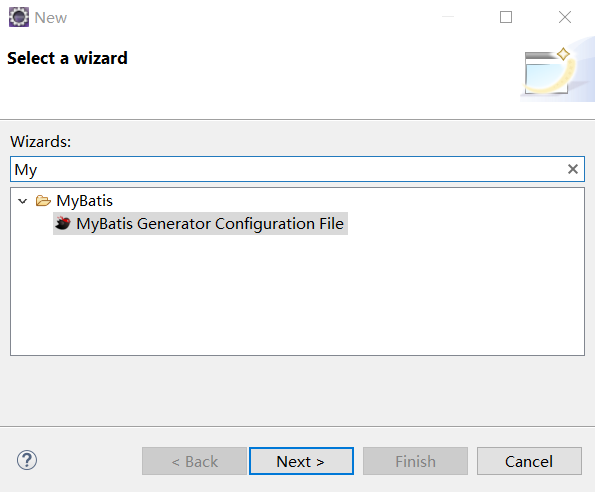 New
Select a wizard
Wizards:
My
MyBatis
MyBatis Generator Configuration File
?
< Back
Next >
Finish
Cancel